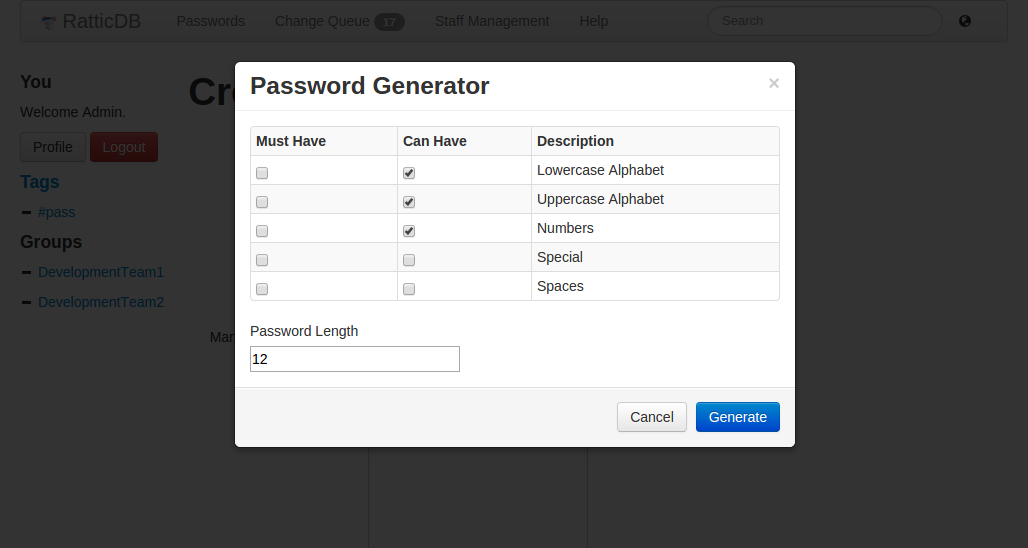 RatticDB Passwords Change Queue 17 Staff Management Help Search
You
Welcome Admin.
Profile Logout
Tags
#pass
Groups
DevelopmentTeam1
DevelopmentTeam2
Password Generator ×
Must Have Can Have Description
Lowercase Alphabet
Uppercase Alphabet
Numbers
Special
Spaces
Password Length
12
Cancel Generate